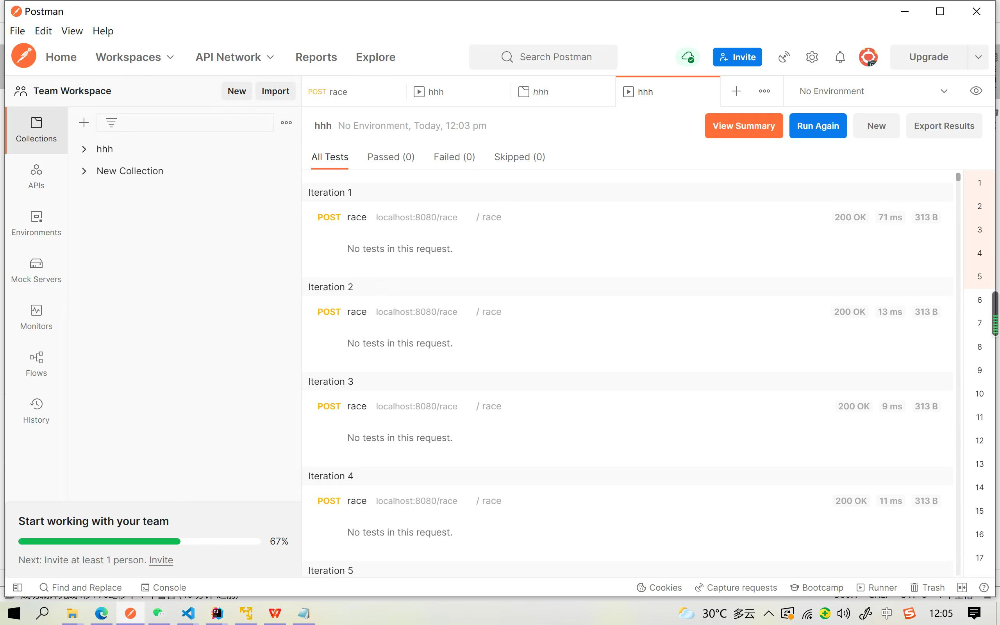 Postman
File Edit View Help
Home Workspaces API Network Reports Explore Search Postman Invite Upgrade
Team Workspace New Import POST race hhh hhh hhh No Environment
hhh No Environment, Today, 12:03 pm View Summary Run Again New Export Results
Collections
hhh
New Collection
APIs
Environments
Mock Servers
Monitors
Flows
History
All Tests Passed (0) Failed (0) Skipped (0)
Iteration 1
POST race localhost:8080/race / race 200 OK 71 ms 313 B
No tests in this request.
Iteration 2
POST race localhost:8080/race / race 200 OK 13 ms 313 B
No tests in this request.
Iteration 3
POST race localhost:8080/race / race 200 OK 9 ms 313 B
No tests in this request.
Iteration 4
POST race localhost:8080/race / race 200 OK 11 ms 313 B
No tests in this request.
Iteration 5
1
2
3
4
5
6
7
8
9
10
11
12
13
14
15
16
17
Start working with your team
67%
Next: Invite at least 1 person. Invite
Find and Replace Console Cookies Capture requests Bootcamp Runner Trash
30°C 多云 中 12:05